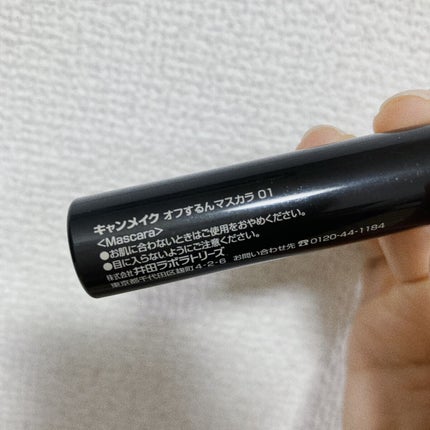 キャンメイク オフするんマスカラ 01
<Mascara>
●お肌に合わないときはご使用をおやめください。
●目に入らないようにご注意ください。
株式会社 井田ラボラトリーズ
東京都千代田区麹町4-2-6 お問い合わせ先 ☎0120-44-1184